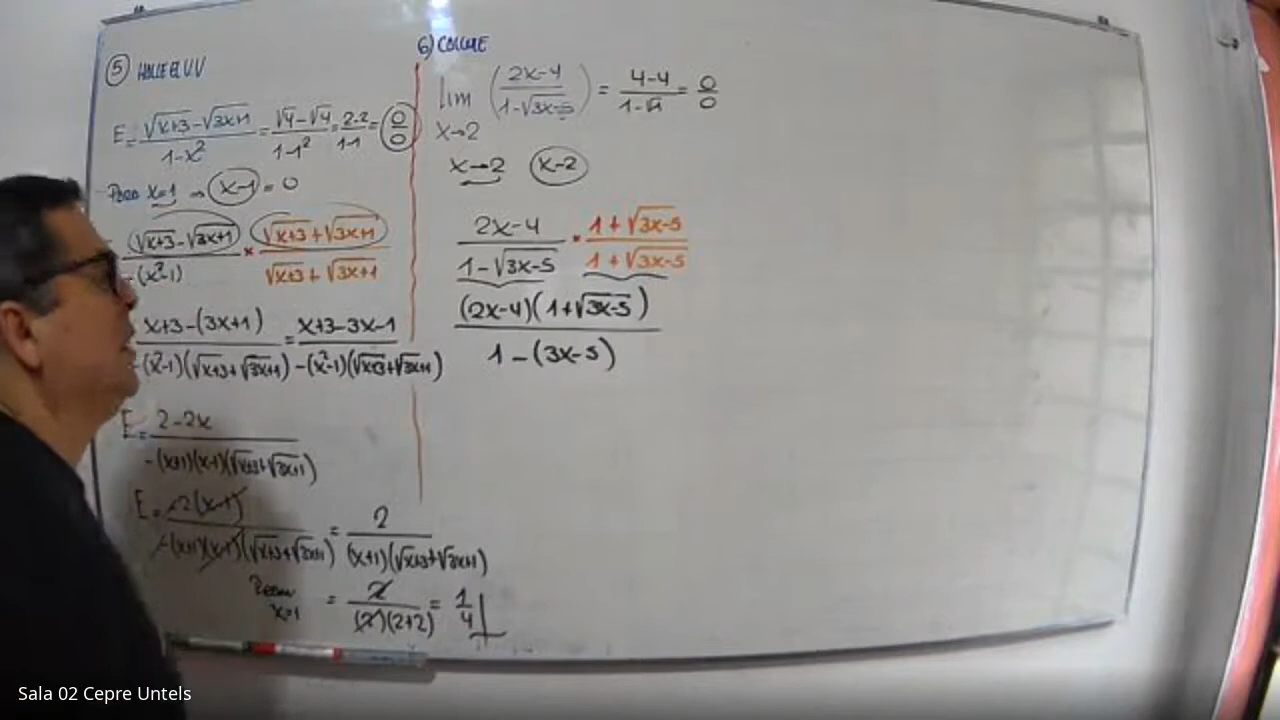 5 HALLE EL V.V
E = √x+3 - √3x+1 / 1-x² = √4 - √4 / 1-1² = 2-2 / 1-1 = 0/0
Para x=1 ⇒ x-1 = 0
(√x+3 - √3x+1) / -(x²-1) × √x+3 + √3x+1 / √x+3 + √3x+1
x+3-(3x+1) / -(x²-1)(√x+3+√3x+1) = x+3-3x-1 / -(x²-1)(√x+3+√3x+1)
E = 2-2x / -(x+1)(x-1)(√x+3+√3x+1)
E = -2(x-1) / -(x+1)(x-1)(√x+3+√3x+1) = 2 / (x+1)(√x+3+√3x+1)
x=1 = 2 / (2)(2+2) = 1/4
6)
lim x→2 (2x-4 / 1-√3x-5) = 4-4 / 1-√1 = 0/0
x→2 x-2
2x-4 / 1-√3x-5 · 1+√3x-5 / 1+√3x-5
(2x-4)(1+√3x-5) / 1-(3x-5)
Sala 02 Cepre Untels